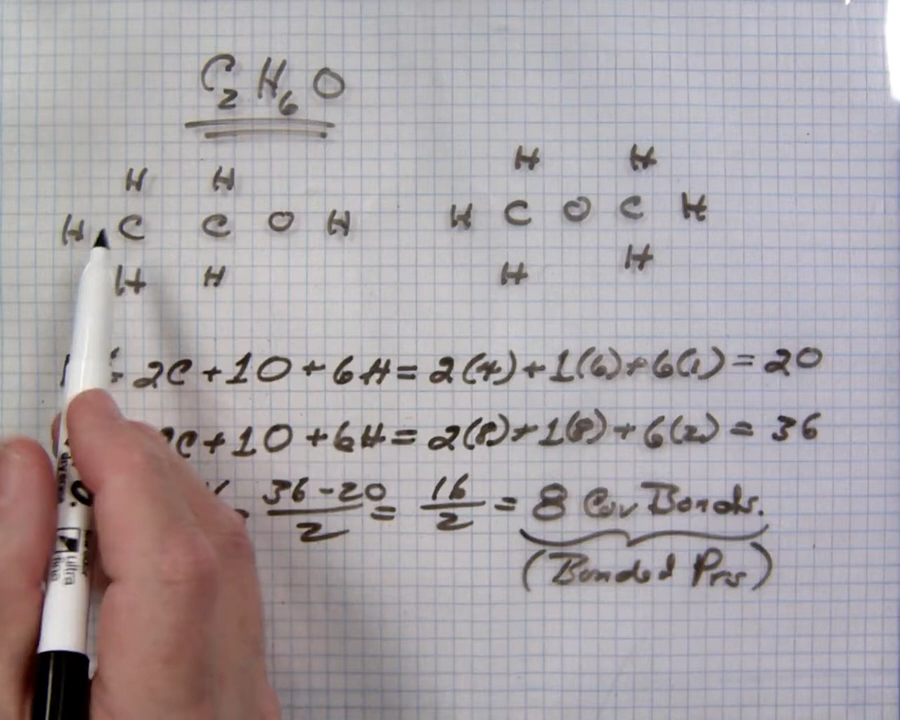 C₂H₆O
H H H H
H C C O H H C O C H
H H H H
2C + 1O + 6H = 2(4) + 1(6) + 6(1) = 20
C + 1O + 6H = 2(8) + 1(8) + 6(2) = 36
36 - 20 / 2 = 16 / 2 = 8 Cov Bonds.
(Bonded Prs)
Ultra